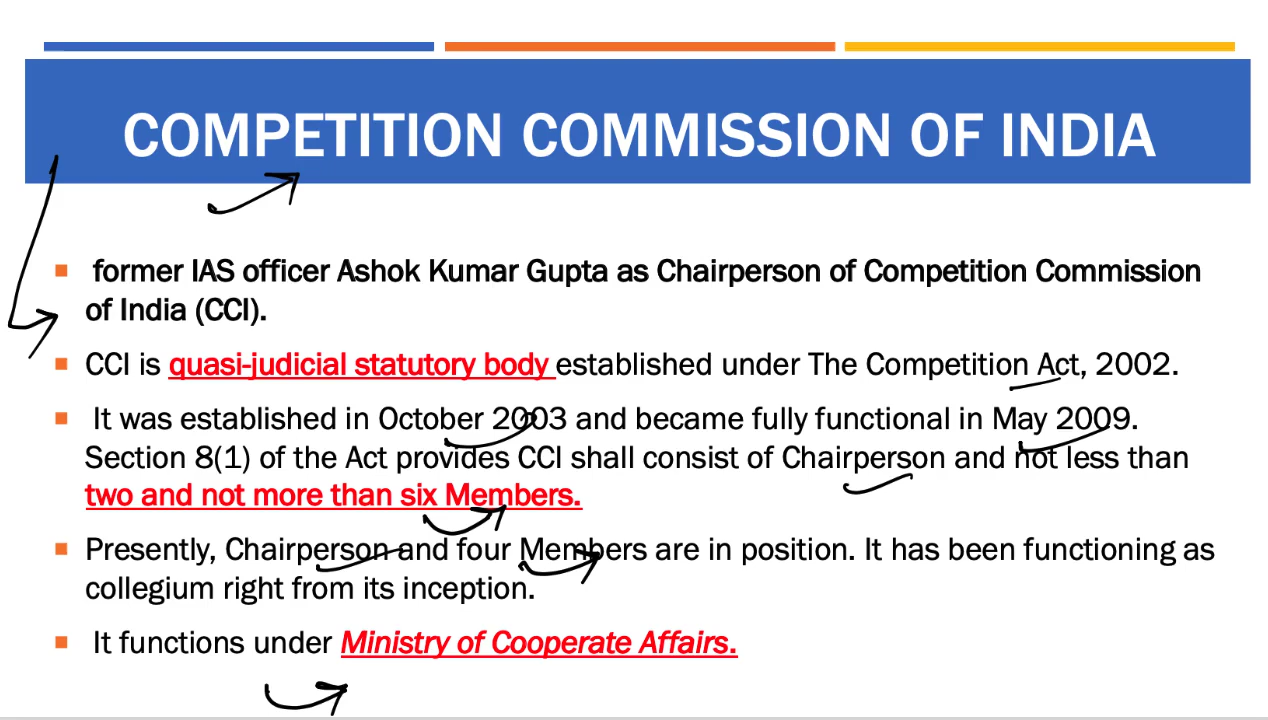 COMPETITION COMMISSION OF INDIA
former IAS officer Ashok Kumar Gupta as Chairperson of Competition Commission
of India (CCI).
CCI is quasi-judicial statutory body established under The Competition Act, 2002.
It was established in October 2003 and became fully functional in May 2009.
Section 8(1) of the Act provides CCI shall consist of Chairperson and not less than
two and not more than six Members.
Presently, Chairperson and four Members are in position. It has been functioning as
collegium right from its inception.
It functions under Ministry of Cooperate Affairs.